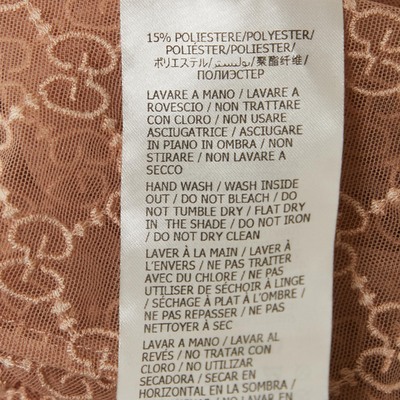 15% POLIESTERE/POLYESTER/
POLIÉSTER/POLIESTER/
ポリエステル/بوليستر/聚酯纤维/
ПОЛИЭСТЕР
LAVARE A MANO / LAVARE A
ROVESCIO / NON TRATTARE
CON CLORO / NON USARE
ASCIUGATRICE / ASCIUGARE
IN PIANO IN OMBRA / NON
STIRARE / NON LAVARE A
SECCO
HAND WASH / WASH INSIDE
OUT / DO NOT BLEACH / DO
NOT TUMBLE DRY / FLAT DRY
IN THE SHADE / DO NOT IRON
/ DO NOT DRY CLEAN
LAVER À LA MAIN / LAVER À
L'ENVERS / NE PAS TRAITER
AVEC DU CHLORE / NE PAS
UTILISER DE SÉCHOIR À LINGE
/ SÉCHAGE À PLAT À L'OMBRE /
NE PAS REPASSER / NE PAS
NETTOYER À SEC
LAVAR A MANO / LAVAR AL
REVÉS / NO TRATAR CON
CLORO / NO UTILIZAR
SECADORA / SECAR EN
HORIZONTAL EN LA SOMBRA /